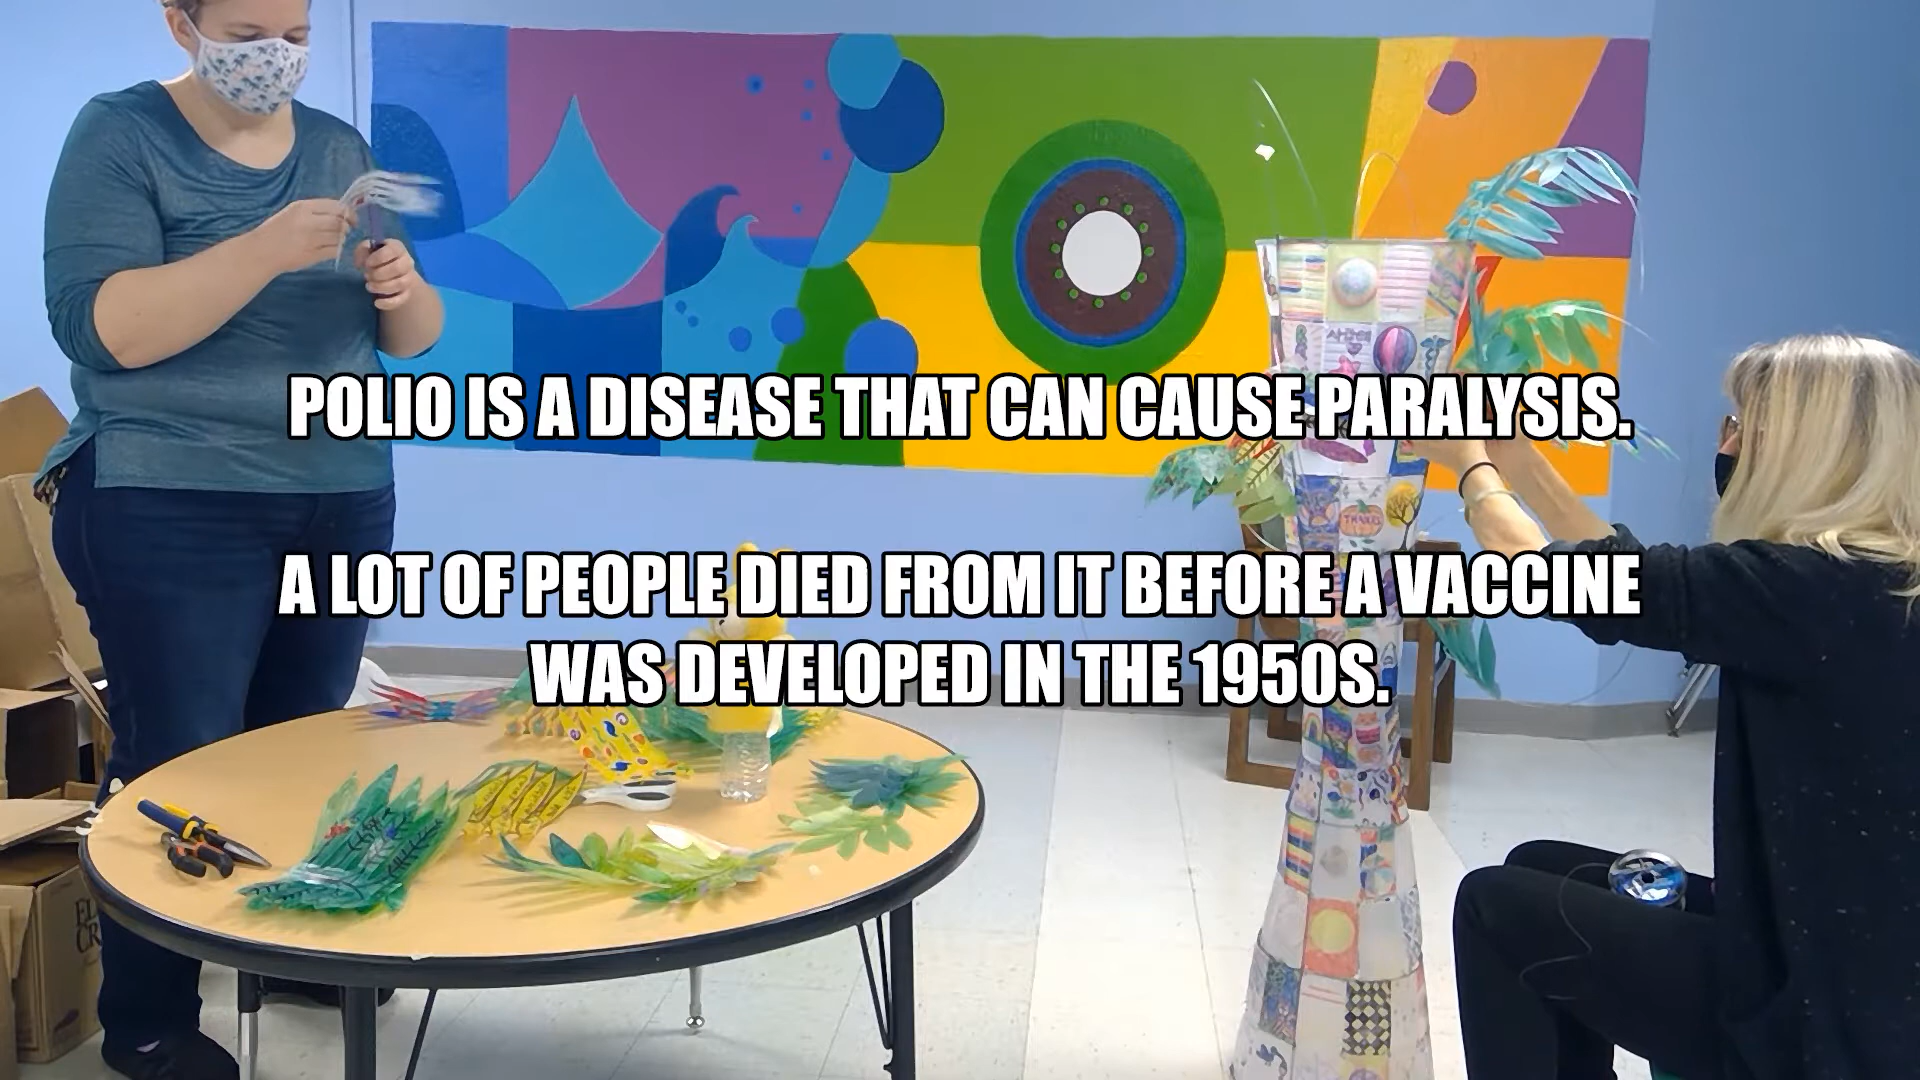 POLIO IS A DISEASE THAT CAN CAUSE PARALYSIS.
A LOT OF PEOPLE DIED FROM IT BEFORE A VACCINE
WAS DEVELOPED IN THE 1950S.
THANKS